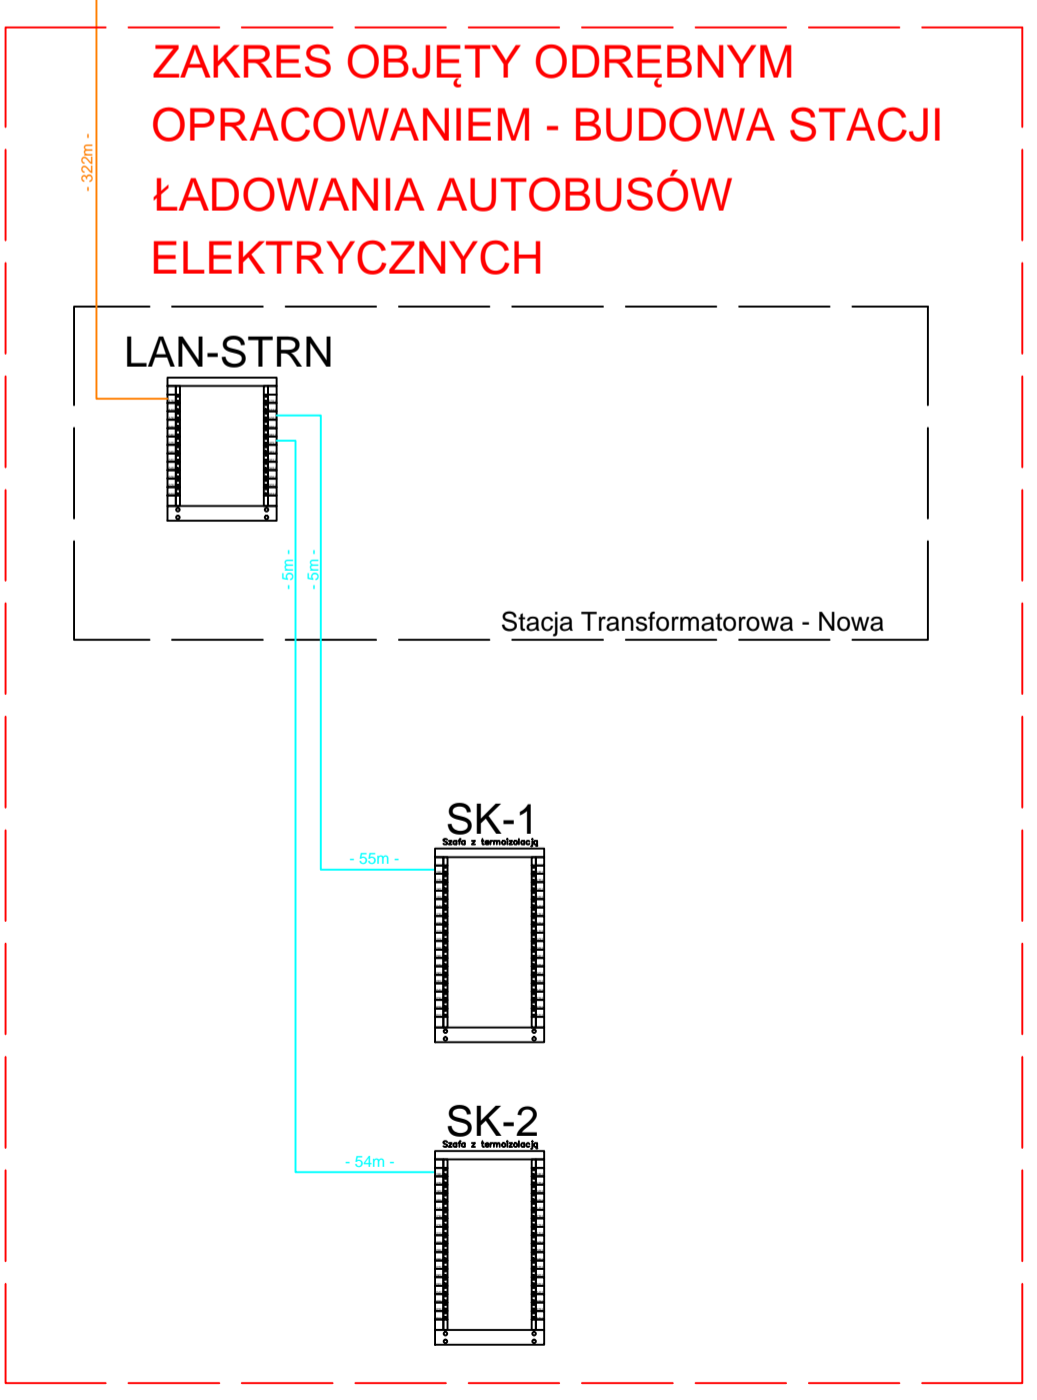 ZAKRES OBJĘTY ODRĘBNYM
OPRACOWANIEM - BUDOWA STACJI
ŁADOWANIA AUTOBUSÓW
ELEKTRYCZNYCH
- 322m -
LAN-STRN
- 5m -
- 5m -
Stacja Transformatorowa - Nowa
SK-1
Szafa z termoizolacją
- 55m -
SK-2
Szafa z termoizolacją
- 54m -